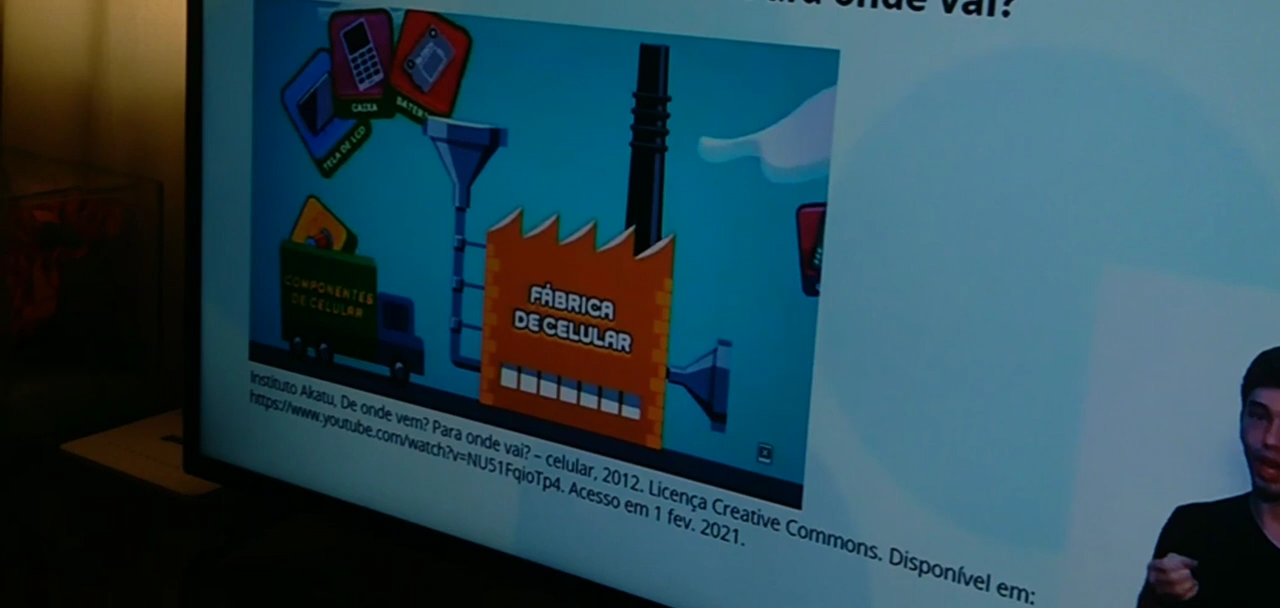 onde vai?
CAIXA
TELA DE LCD
COMPONENTES
DE CELULAR
FÁBRICA
DE CELULAR
Instituto Akatu, De onde vem? Para onde vai? – celular, 2012. Licença Creative Commons. Disponível em:
https://www.youtube.com/watch?v=NU51FqioTp4. Acesso em 1 fev. 2021.